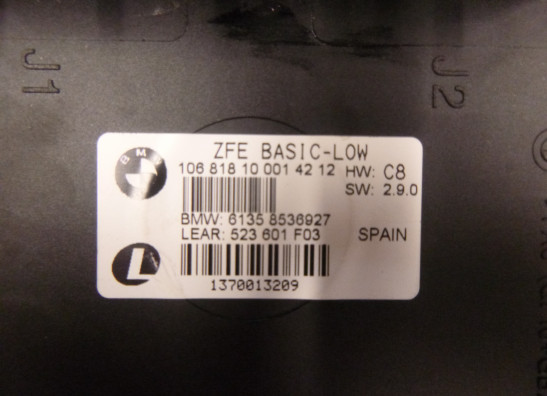 J1
J2
BMW
ZFE BASIC-LOW
106 818 10 001 42 12 HW: C8
SW: 2.9.0
BMW: 6135 8536927
LEAR: 523 601 F03 SPAIN
L
1370013209